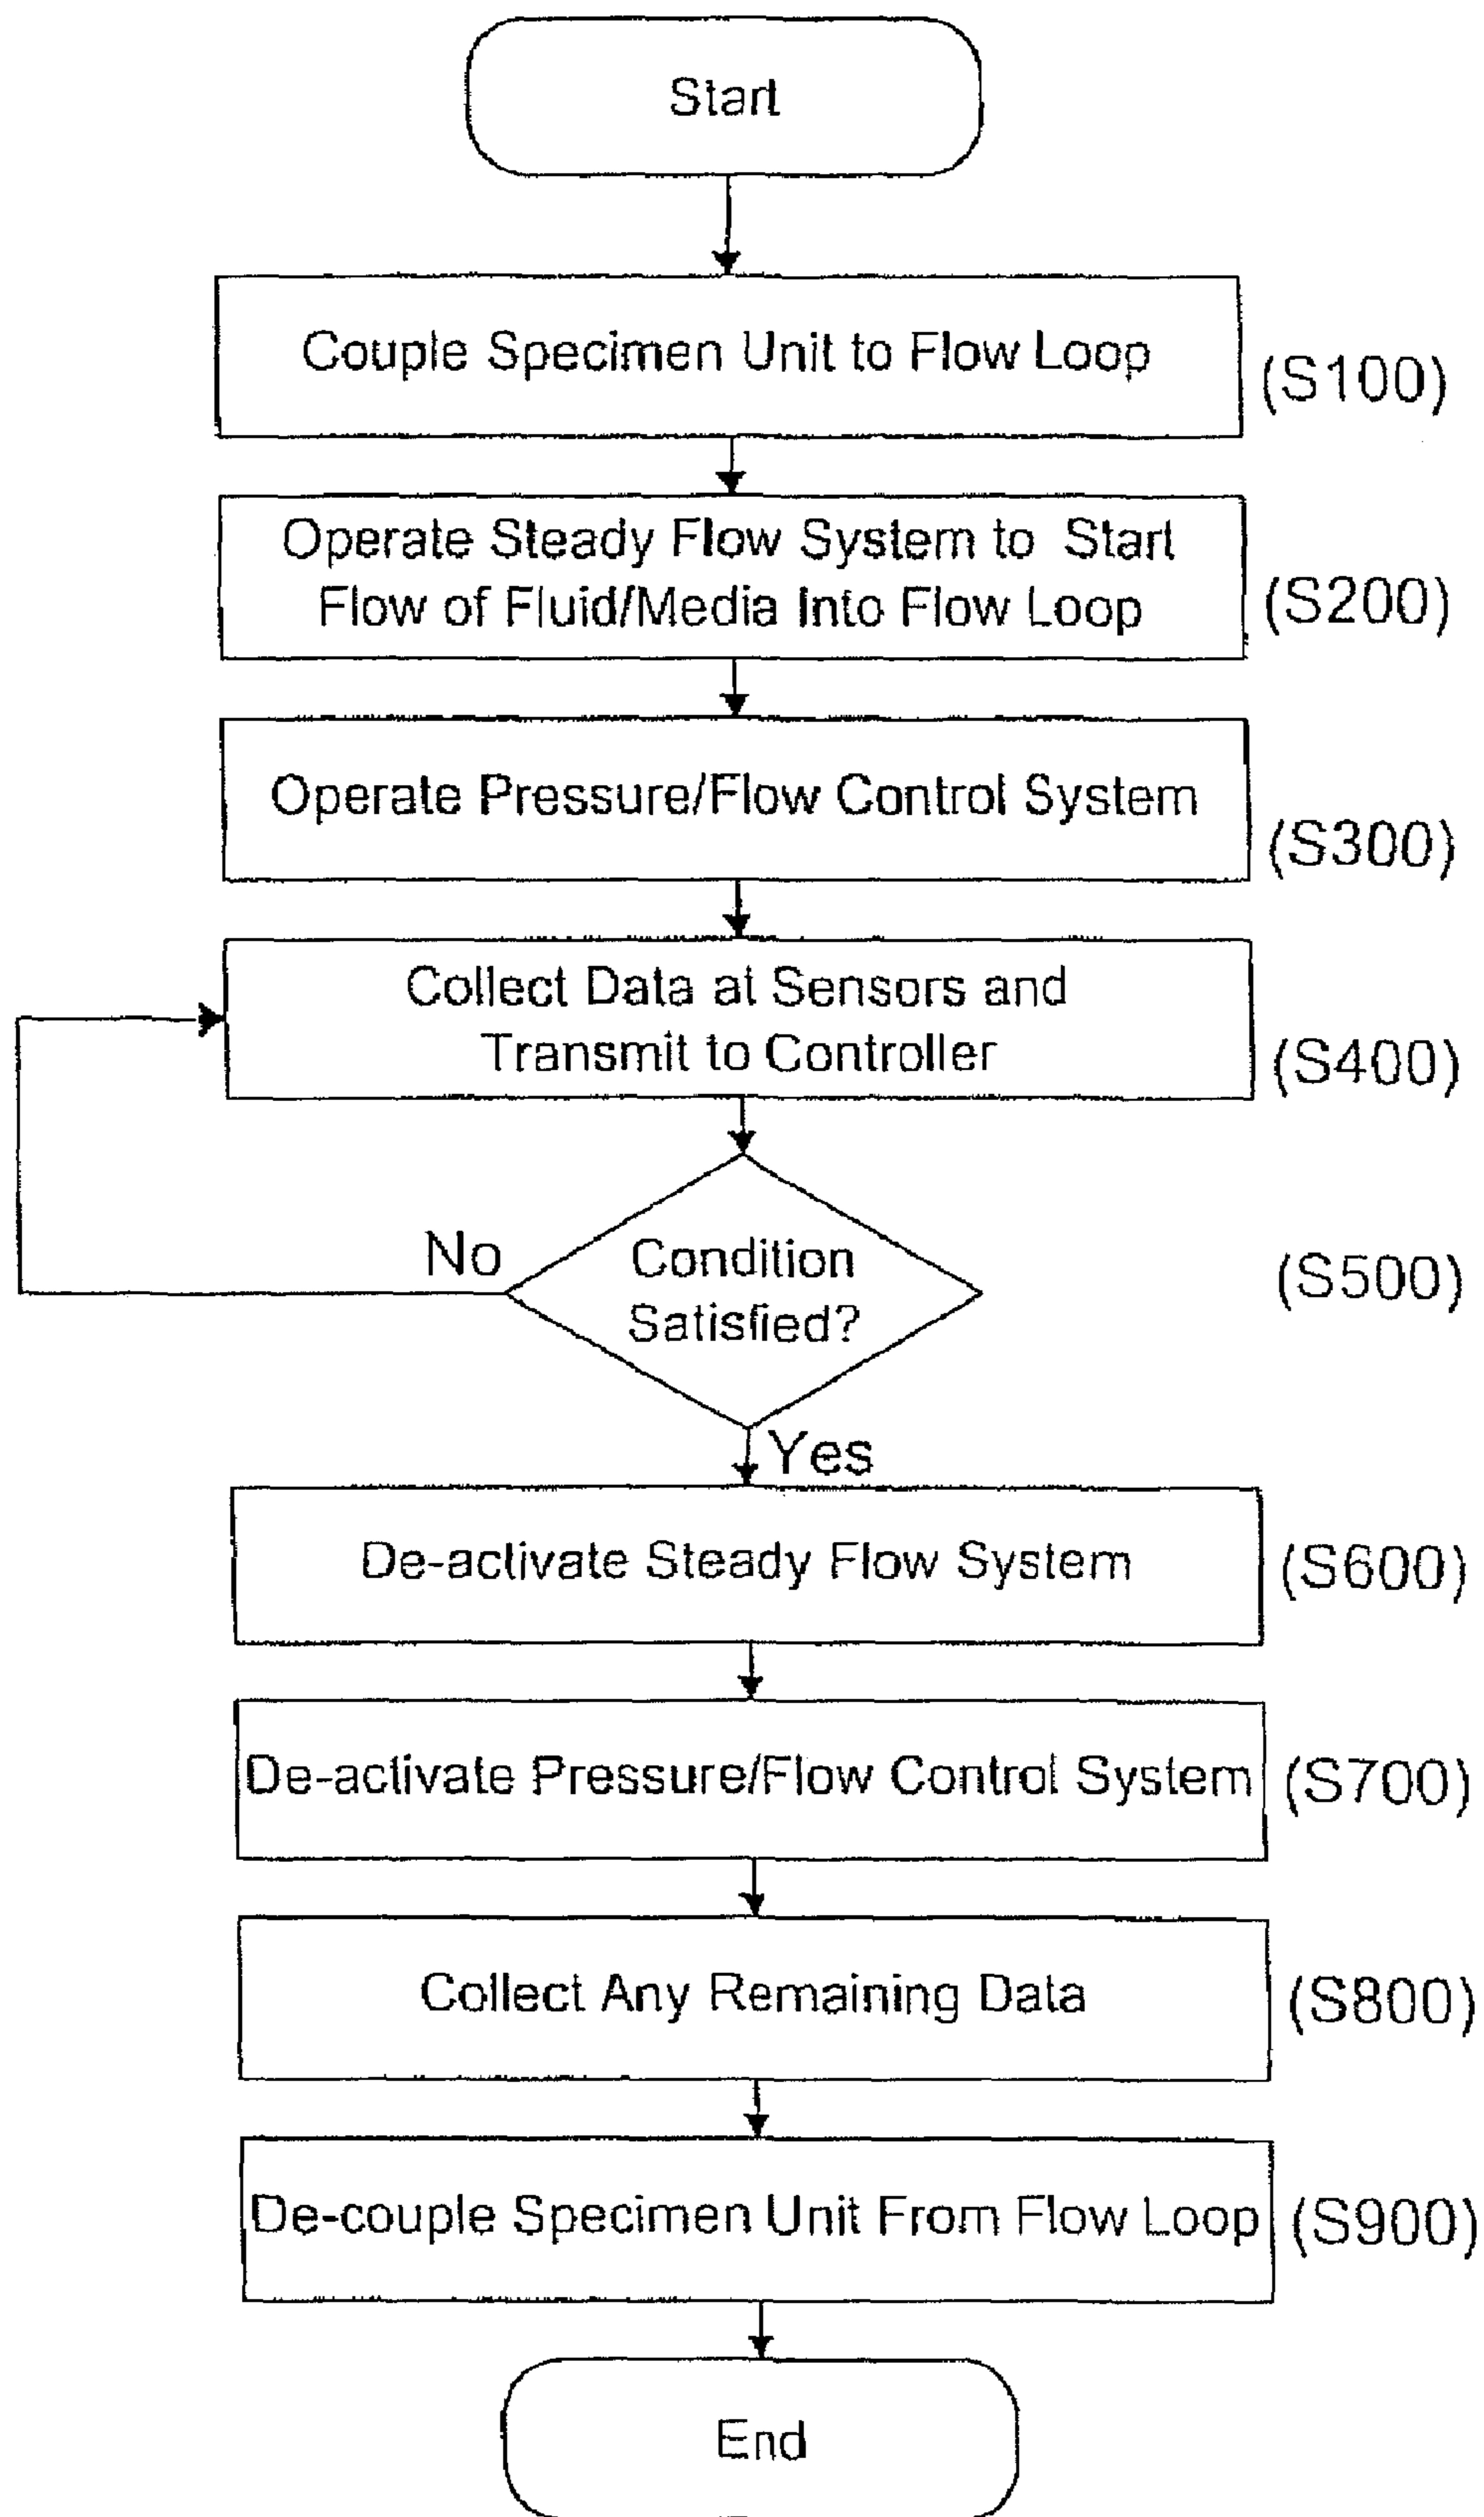 Start
Couple Specimen Unit to Flow Loop
(S100)
Operate Steady Flow System to Start
Flow of Fluid/Media Into Flow Loop
(S200)
Operate Pressure/Flow Control System
(S300)
Collect Data at Sensors and
Transmit to Controller
(S400)
No
Condition
Satisfied?
(S500)
Yes
De-activate Steady Flow System
(S600)
De-activate Pressure/Flow Control System
(S700)
Collect Any Remaining Data
(S800)
De-couple Specimen Unit From Flow Loop
(S900)
End